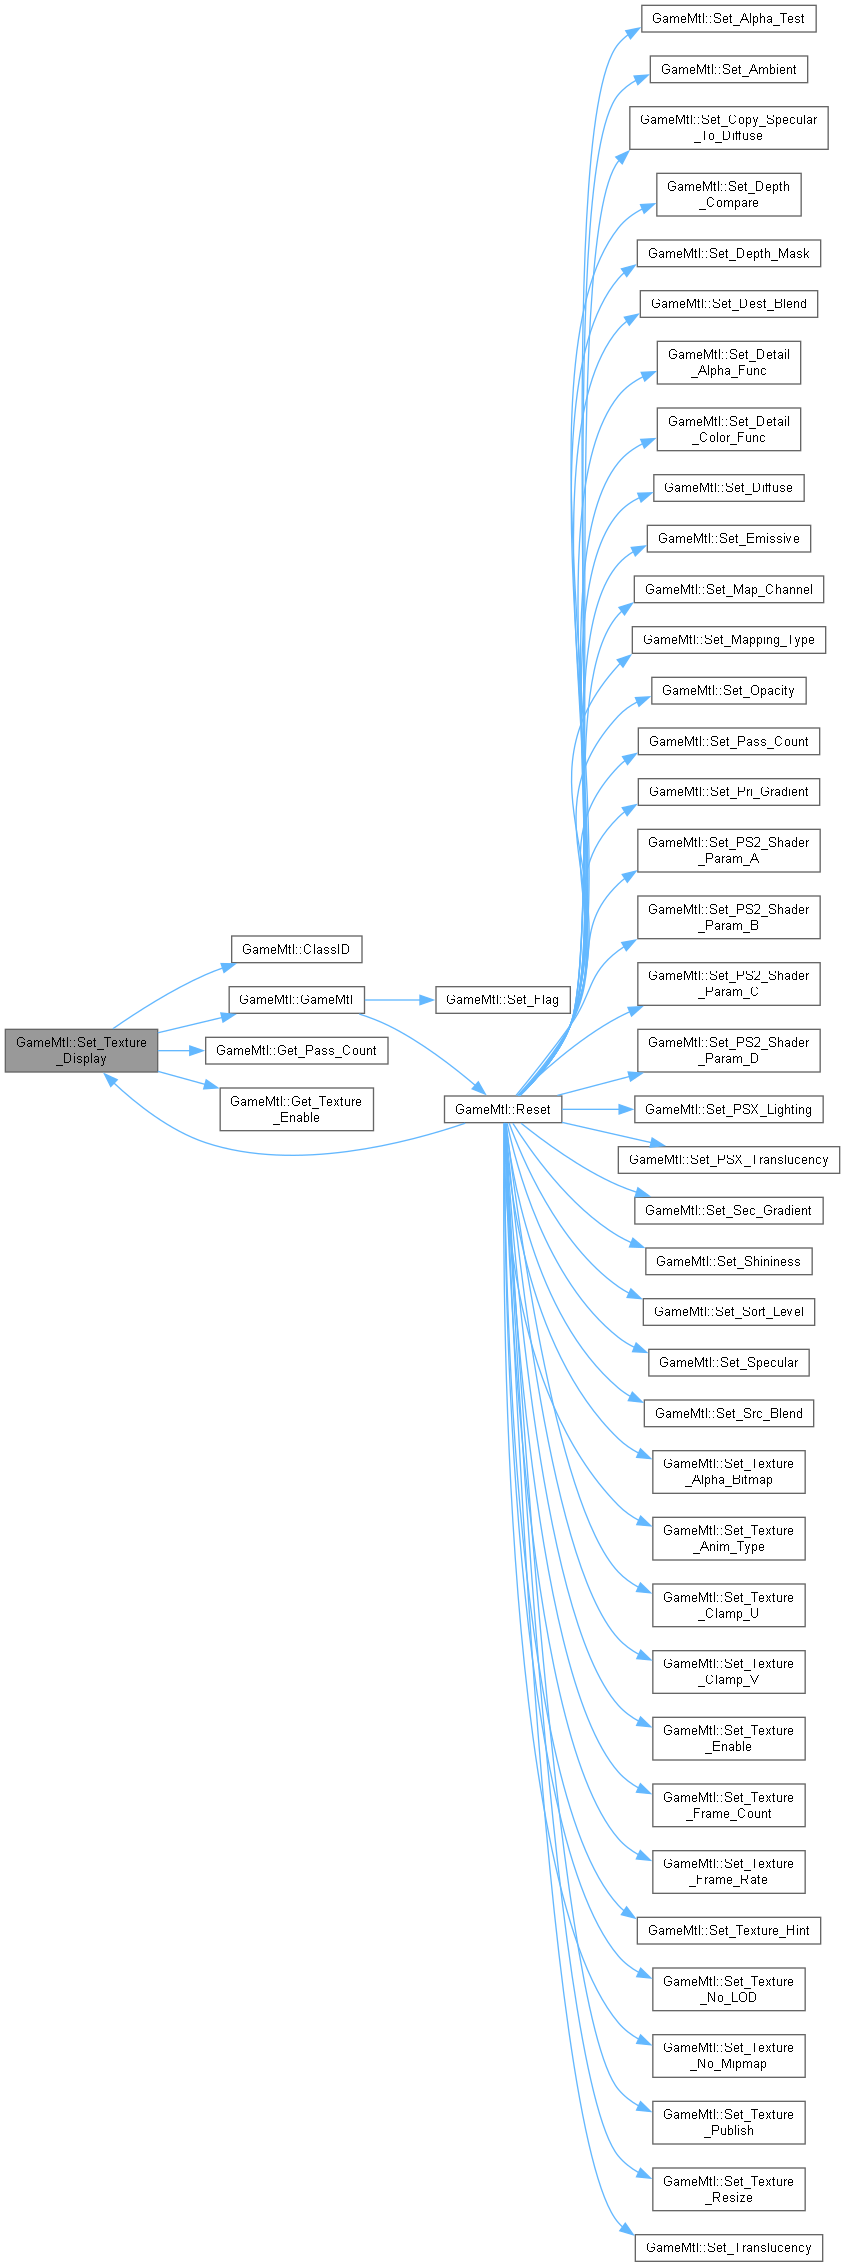 GameMtl::Set_Alpha_Test
GameMtl::Set_Ambient
GameMtl::Set_Copy_Specular
_To_Diffuse
GameMtl::Set_Depth
_Compare
GameMtl::Set_Depth_Mask
GameMtl::Set_Dest_Blend
GameMtl::Set_Detail
_Alpha_Func
GameMtl::Set_Detail
_Color_Func
GameMtl::Set_Diffuse
GameMtl::Set_Emissive
GameMtl::Set_Map_Channel
GameMtl::Set_Mapping_Type
GameMtl::Set_Opacity
GameMtl::Set_Pass_Count
GameMtl::Set_Pri_Gradient
GameMtl::Set_PS2_Shader
_Param_A
GameMtl::Set_PS2_Shader
_Param_B
GameMtl::ClassID
GameMtl::GameMtl
GameMtl::Set_Flag
GameMtl::Set_PS2_Shader
_Param_C
GameMtl::Set_Texture
_Display
GameMtl::Get_Pass_Count
GameMtl::Set_PS2_Shader
_Param_D
GameMtl::Get_Texture
_Enable
GameMtl::Reset
GameMtl::Set_PSX_Lighting
GameMtl::Set_PSX_Translucency
GameMtl::Set_Sec_Gradient
GameMtl::Set_Shininess
GameMtl::Set_Sort_Level
GameMtl::Set_Specular
GameMtl::Set_Src_Blend
GameMtl::Set_Texture
_Alpha_Bitmap
GameMtl::Set_Texture
_Anim_Type
GameMtl::Set_Texture
_Clamp_U
GameMtl::Set_Texture
_Clamp_V
GameMtl::Set_Texture
_Enable
GameMtl::Set_Texture
_Frame_Count
GameMtl::Set_Texture
_Frame_Rate
GameMtl::Set_Texture_Hint
GameMtl::Set_Texture
_No_LOD
GameMtl::Set_Texture
_No_Mipmap
GameMtl::Set_Texture
_Publish
GameMtl::Set_Texture
_Resize
GameMtl::Set_Translucency